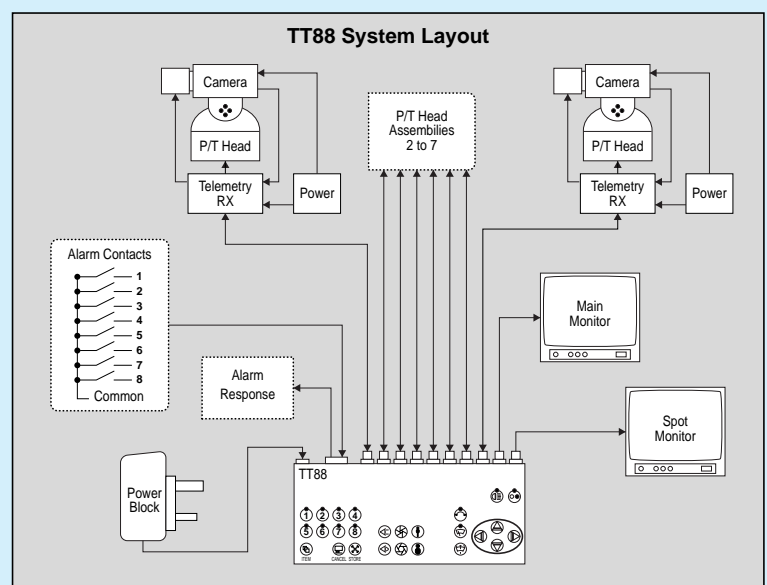 TT88 System Layout
Camera
P/T Head
Telemetry
RX
Power
P/T Head
Assembilies
2 to 7
Camera
P/T Head
Telemetry
RX
Power
Alarm Contacts
1
2
3
4
5
6
7
8
Common
Alarm
Response
Main
Monitor
Spot
Monitor
Power
Block
TT88
1 2 3 4
5 6 7 8
ITEM CANCEL STORE